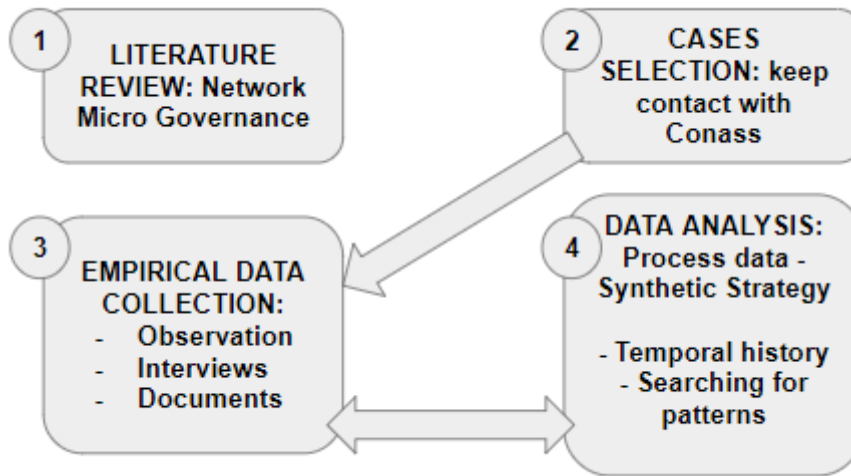 1
LITERATURE
REVIEW: Network
Micro Governance
2
CASES
SELECTION: keep
contact with
Conass
3
EMPIRICAL DATA
COLLECTION:
- Observation
- Interviews
- Documents
4
DATA ANALYSIS:
Process data -
Synthetic Strategy
- Temporal history
- Searching for
patterns